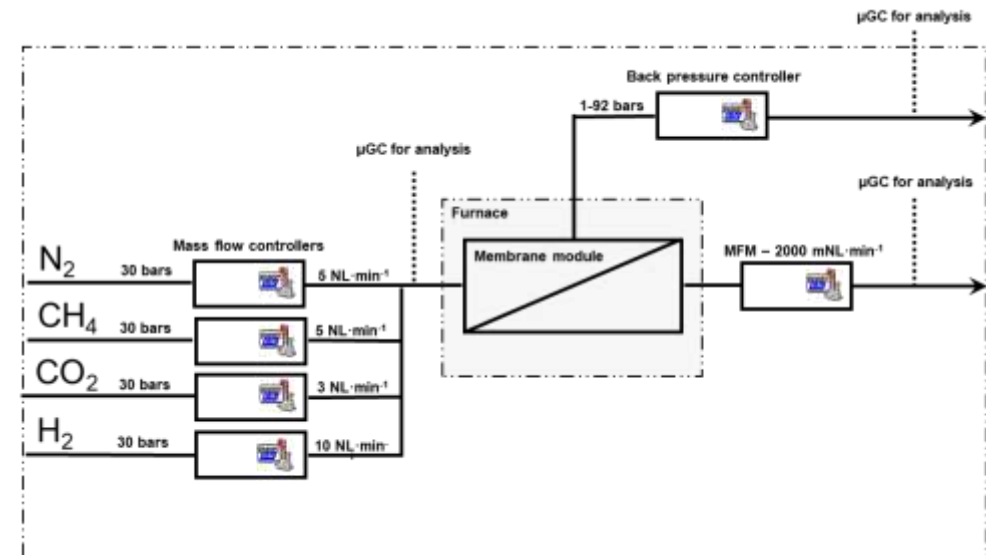 µGC for analysis
Back pressure controller
1-92 bars
µGC for analysis
µGC for analysis
Furnace
Mass flow controllers
Membrane module
MFM – 2000 mNL·min-1
N2
30 bars
5 NL·min-1
CH4
30 bars
5 NL·min-1
CO2
30 bars
3 NL·min-1
H2
30 bars
10 NL·min-